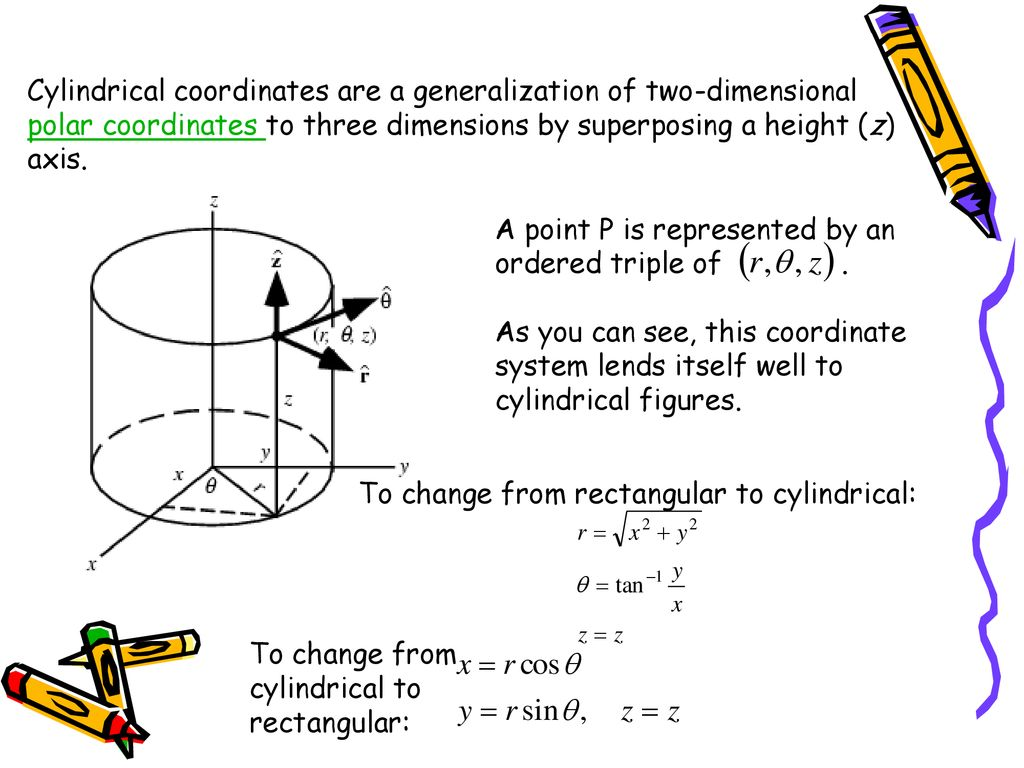 Cylindrical coordinates are a generalization of two-dimensional
polar coordinates to three dimensions by superposing a height (z)
axis.
z
A point P is represented by an
ordered triple of (r, θ, z) .
ẑ
θ̂
(r, θ, z)
r̂
As you can see, this coordinate
system lends itself well to
cylindrical figures.
z
y
x
θ
r
y
x
To change from rectangular to cylindrical:
r = √(x² + y²)
θ = tan⁻¹ y/x
z = z
To change from
cylindrical to
rectangular:
x = r cos θ
y = r sin θ, z = z